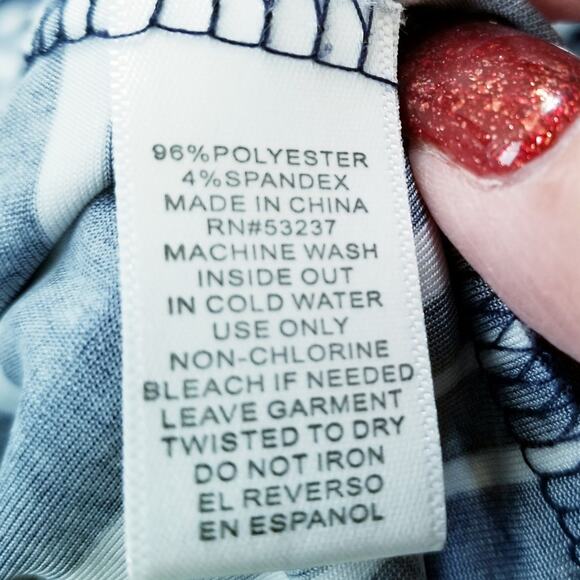 96%POLYESTER
4%SPANDEX
MADE IN CHINA
RN#53237
MACHINE WASH
INSIDE OUT
IN COLD WATER
USE ONLY
NON-CHLORINE
BLEACH IF NEEDED
LEAVE GARMENT
TWISTED TO DRY
DO NOT IRON
EL REVERSO
EN ESPANOL